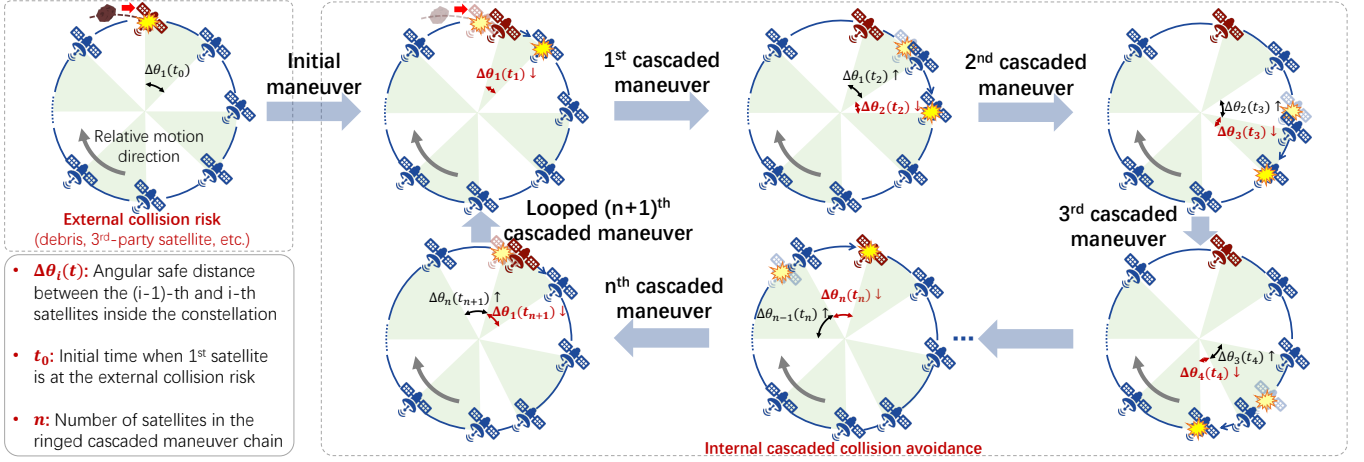 Δθ₁(t₀)
Relative motion
direction
External collision risk
(debris, 3ʳᵈ-party satellite, etc.)
Initial
maneuver
Δθ₁(t₁) ↓
1ˢᵗ cascaded
maneuver
Δθ₁(t₂) ↑
Δθ₂(t₂) ↓
2ⁿᵈ cascaded
maneuver
Δθ₂(t₃) ↑
Δθ₃(t₃) ↓
3ʳᵈ cascaded
maneuver
Δθ₃(t₄) ↑
Δθ₄(t₄) ↓
...
Δθₙ(tₙ) ↓
Δθₙ₋₁(tₙ) ↑
nᵗʰ cascaded
maneuver
Δθₙ(tₙ₊₁) ↑
Δθ₁(tₙ₊₁) ↓
Looped (n+1)ᵗʰ
cascaded maneuver
Internal cascaded collision avoidance
• Δθᵢ(t): Angular safe distance
between the (i-1)-th and i-th
satellites inside the constellation
• t₀: Initial time when 1ˢᵗ satellite
is at the external collision risk
• n: Number of satellites in the
ringed cascaded maneuver chain